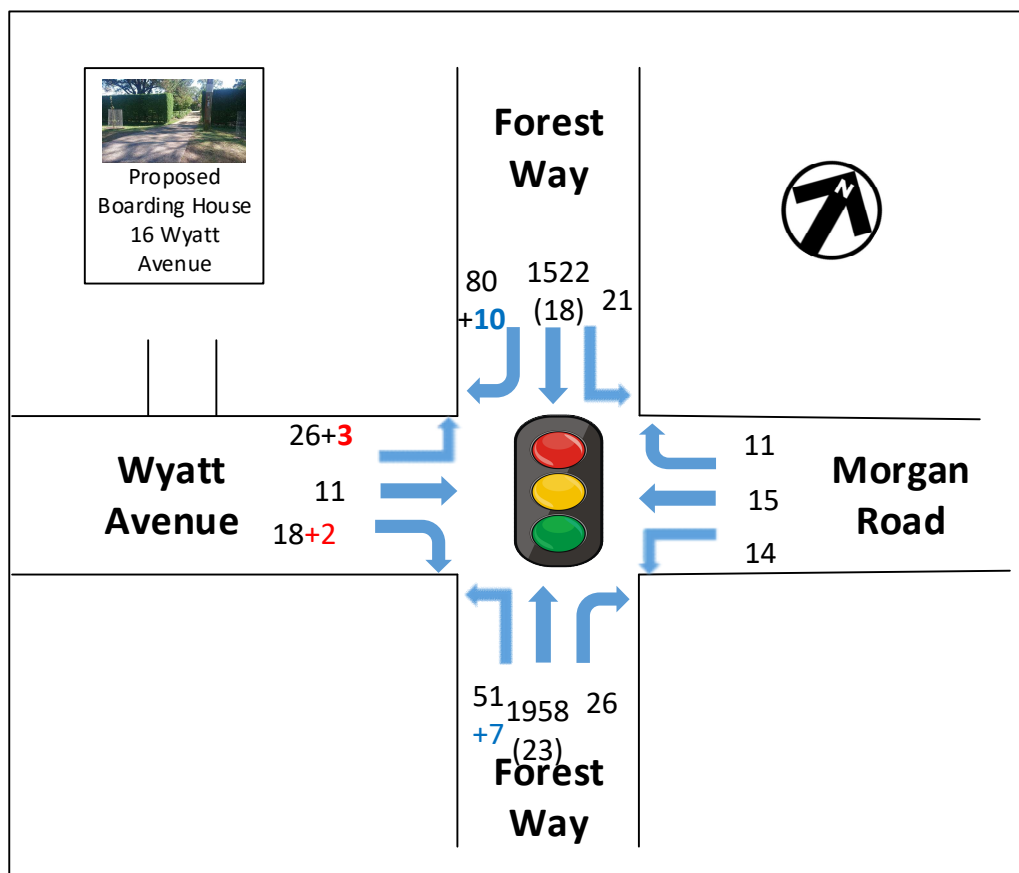 Forest
Way
N
Proposed
Boarding House
16 Wyatt
Avenue
80
+10
1522
(18)
21
26+3
11
18+2
Wyatt
Avenue
11
15
14
Morgan
Road
51
+7
1958
(23)
26
Forest
Way